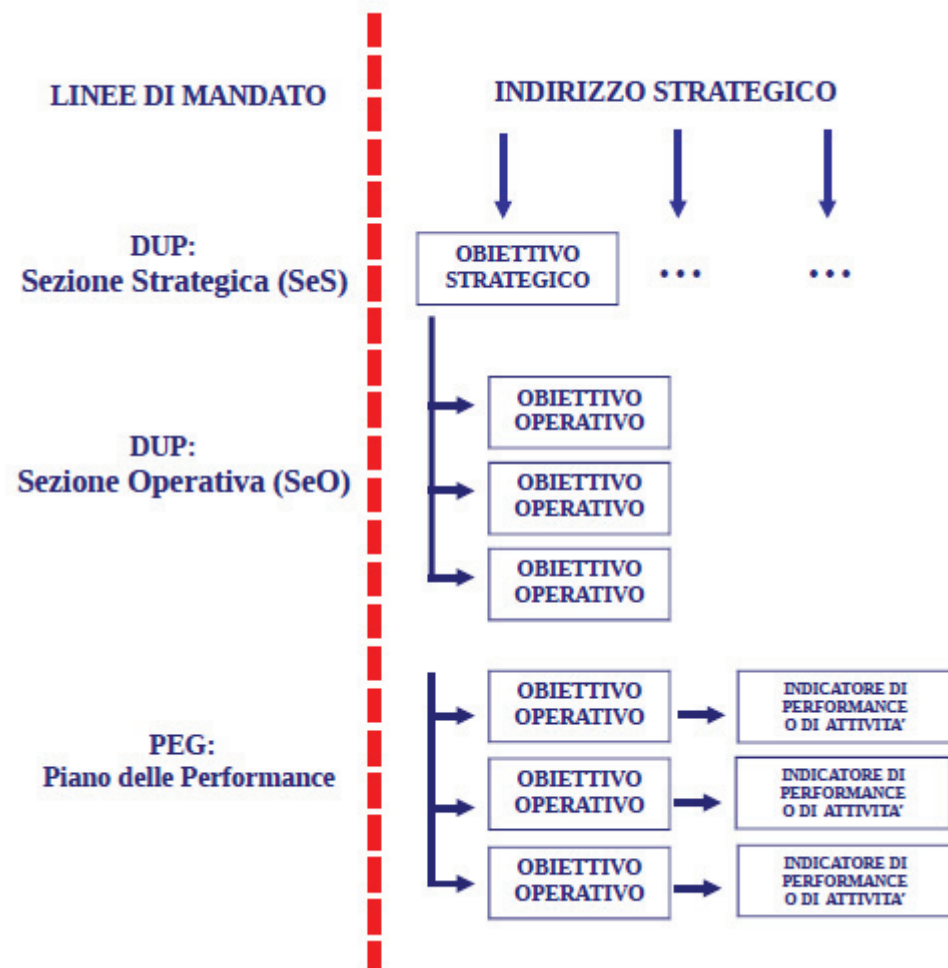 LINEE DI MANDATO
INDIRIZZO STRATEGICO
DUP:
Sezione Strategica (SeS)
OBIETTIVO
STRATEGICO
...
...
DUP:
Sezione Operativa (SeO)
OBIETTIVO
OPERATIVO
OBIETTIVO
OPERATIVO
OBIETTIVO
OPERATIVO
PEG:
Piano delle Performance
OBIETTIVO
OPERATIVO
INDICATORE DI
PERFORMANCE
O DI ATTIVITA'
OBIETTIVO
OPERATIVO
INDICATORE DI
PERFORMANCE
O DI ATTIVITA'
OBIETTIVO
OPERATIVO
INDICATORE DI
PERFORMANCE
O DI ATTIVITA'